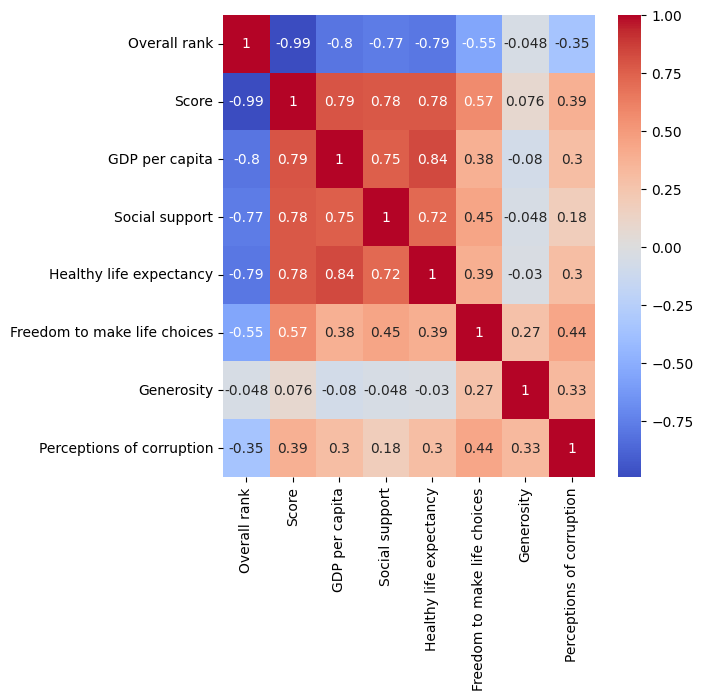 Overall rank 1 -0.99 -0.8 -0.77 -0.79 -0.55 -0.048 -0.35
Score -0.99 1 0.79 0.78 0.78 0.57 0.076 0.39
GDP per capita -0.8 0.79 1 0.75 0.84 0.38 -0.08 0.3
Social support -0.77 0.78 0.75 1 0.72 0.45 -0.048 0.18
Healthy life expectancy -0.79 0.78 0.84 0.72 1 0.39 -0.03 0.3
Freedom to make life choices -0.55 0.57 0.38 0.45 0.39 1 0.27 0.44
Generosity -0.048 0.076 -0.08 -0.048 -0.03 0.27 1 0.33
Perceptions of corruption -0.35 0.39 0.3 0.18 0.3 0.44 0.33 1
Overall rank
Score
GDP per capita
Social support
Healthy life expectancy
Freedom to make life choices
Generosity
Perceptions of corruption
1.00
0.75
0.50
0.25
0.00
−0.25
−0.50
−0.75